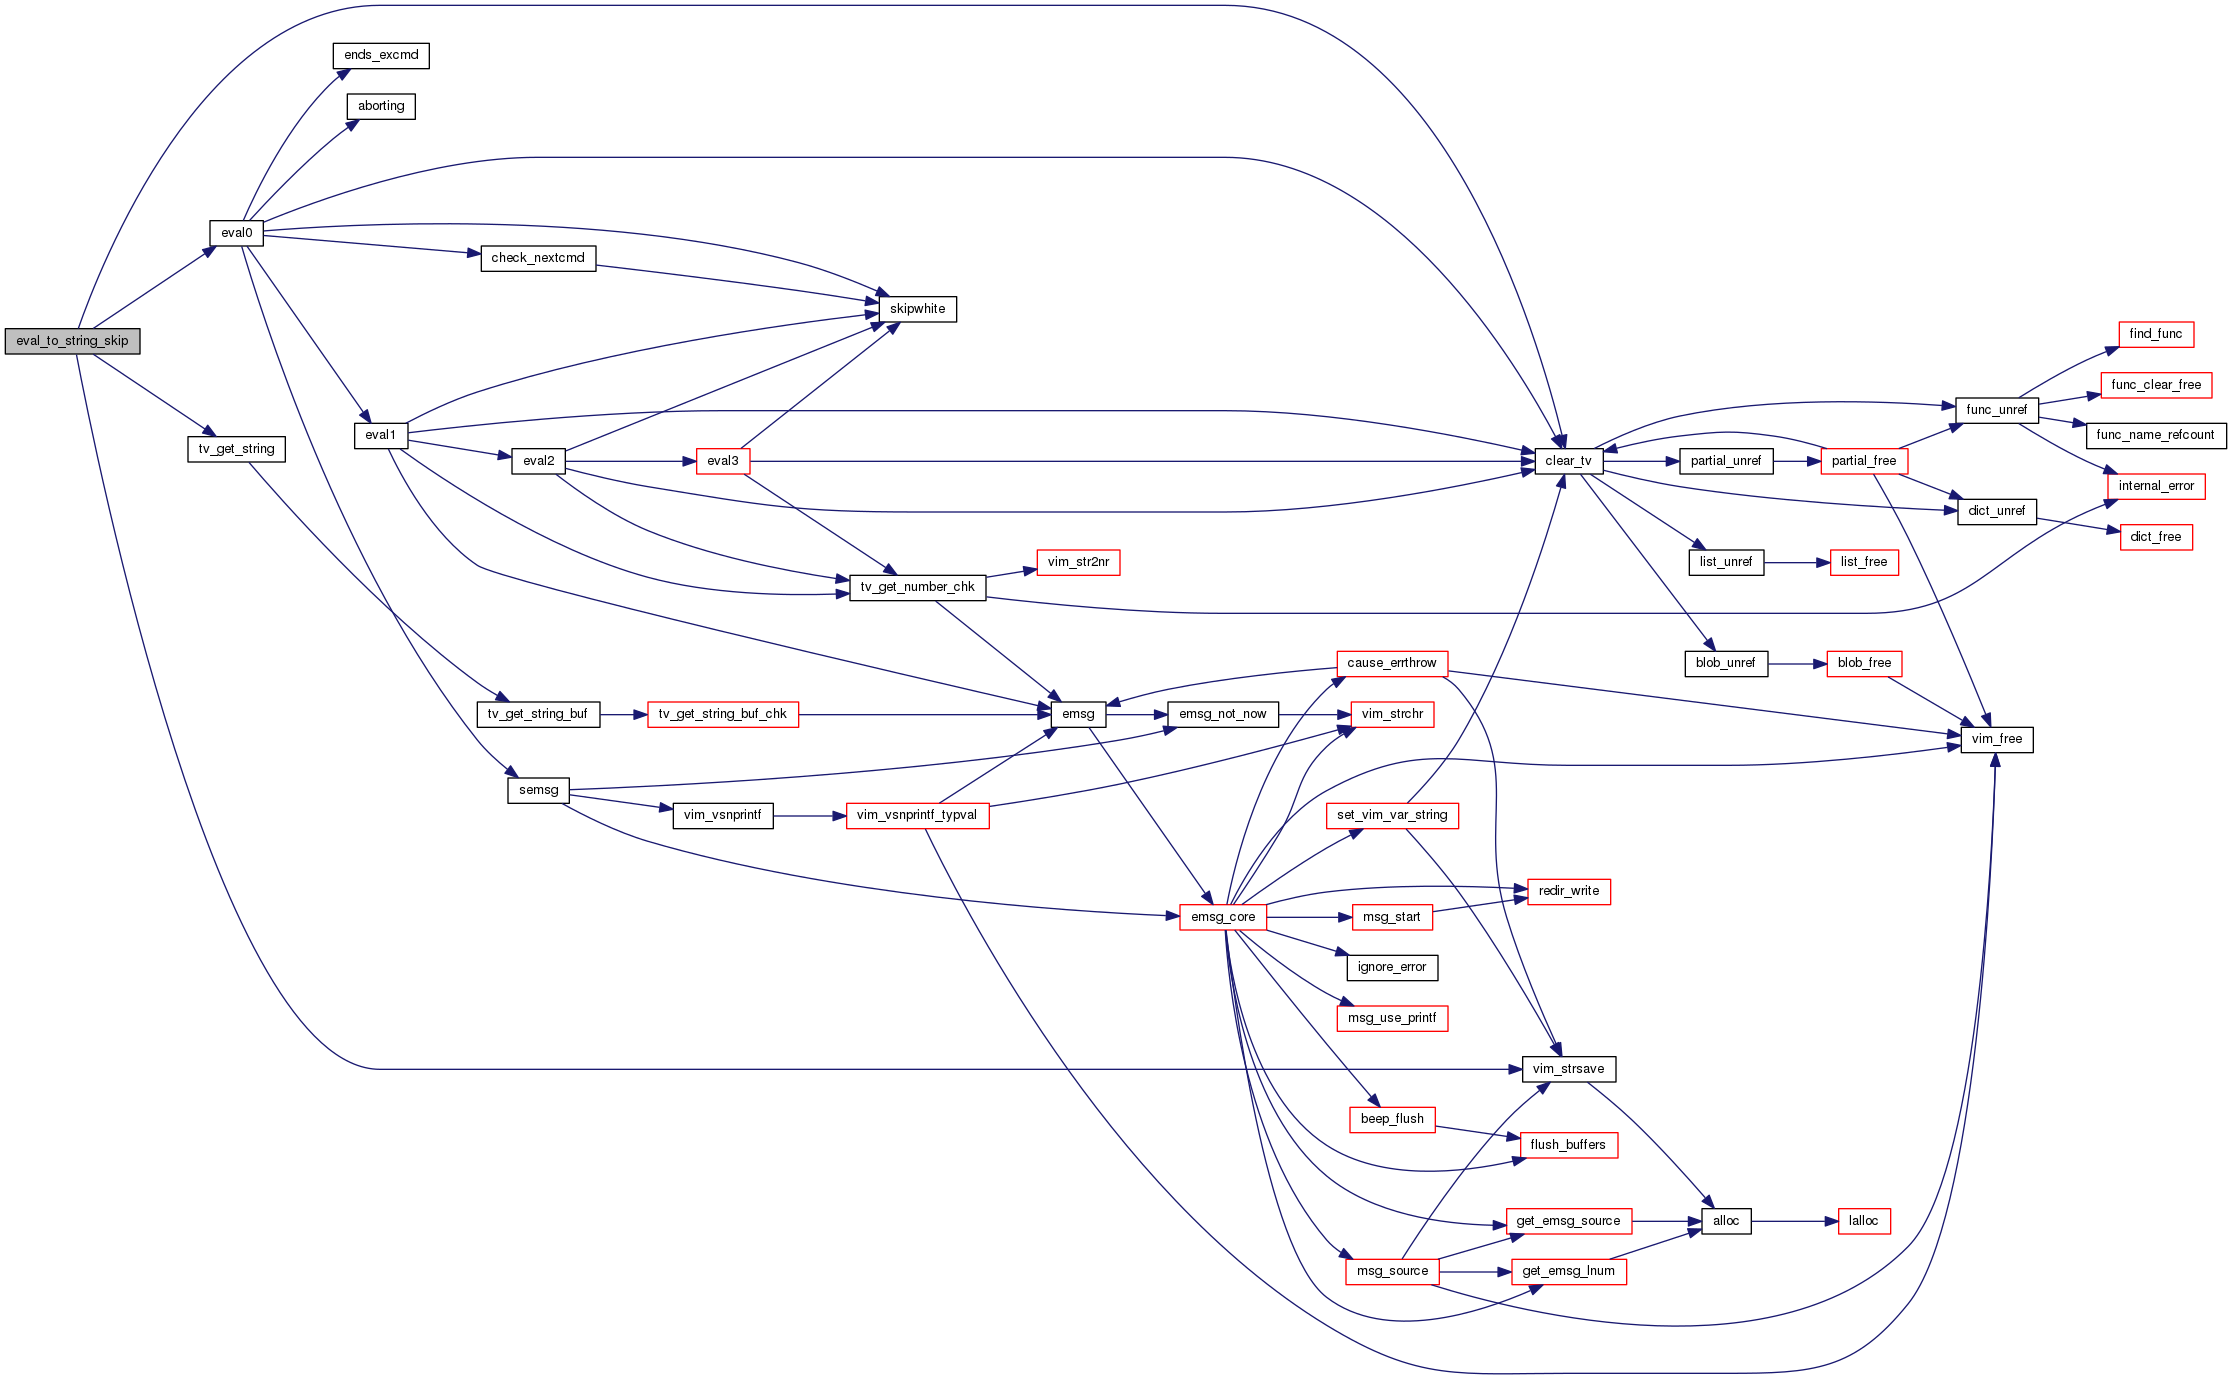 eval_to_string_skip
ends_excmd
aborting
eval0
check_nextcmd
skipwhite
eval1
tv_get_string
eval2
eval3
clear_tv
partial_unref
partial_free
find_func
func_clear_free
func_unref
func_name_refcount
internal_error
dict_unref
dict_free
list_unref
list_free
vim_str2nr
tv_get_number_chk
blob_unref
blob_free
cause_errthrow
tv_get_string_buf
tv_get_string_buf_chk
emsg
emsg_not_now
vim_strchr
vim_free
semsg
vim_vsnprintf
vim_vsnprintf_typval
set_vim_var_string
redir_write
emsg_core
msg_start
ignore_error
msg_use_printf
vim_strsave
beep_flush
flush_buffers
get_emsg_source
alloc
lalloc
msg_source
get_emsg_lnum